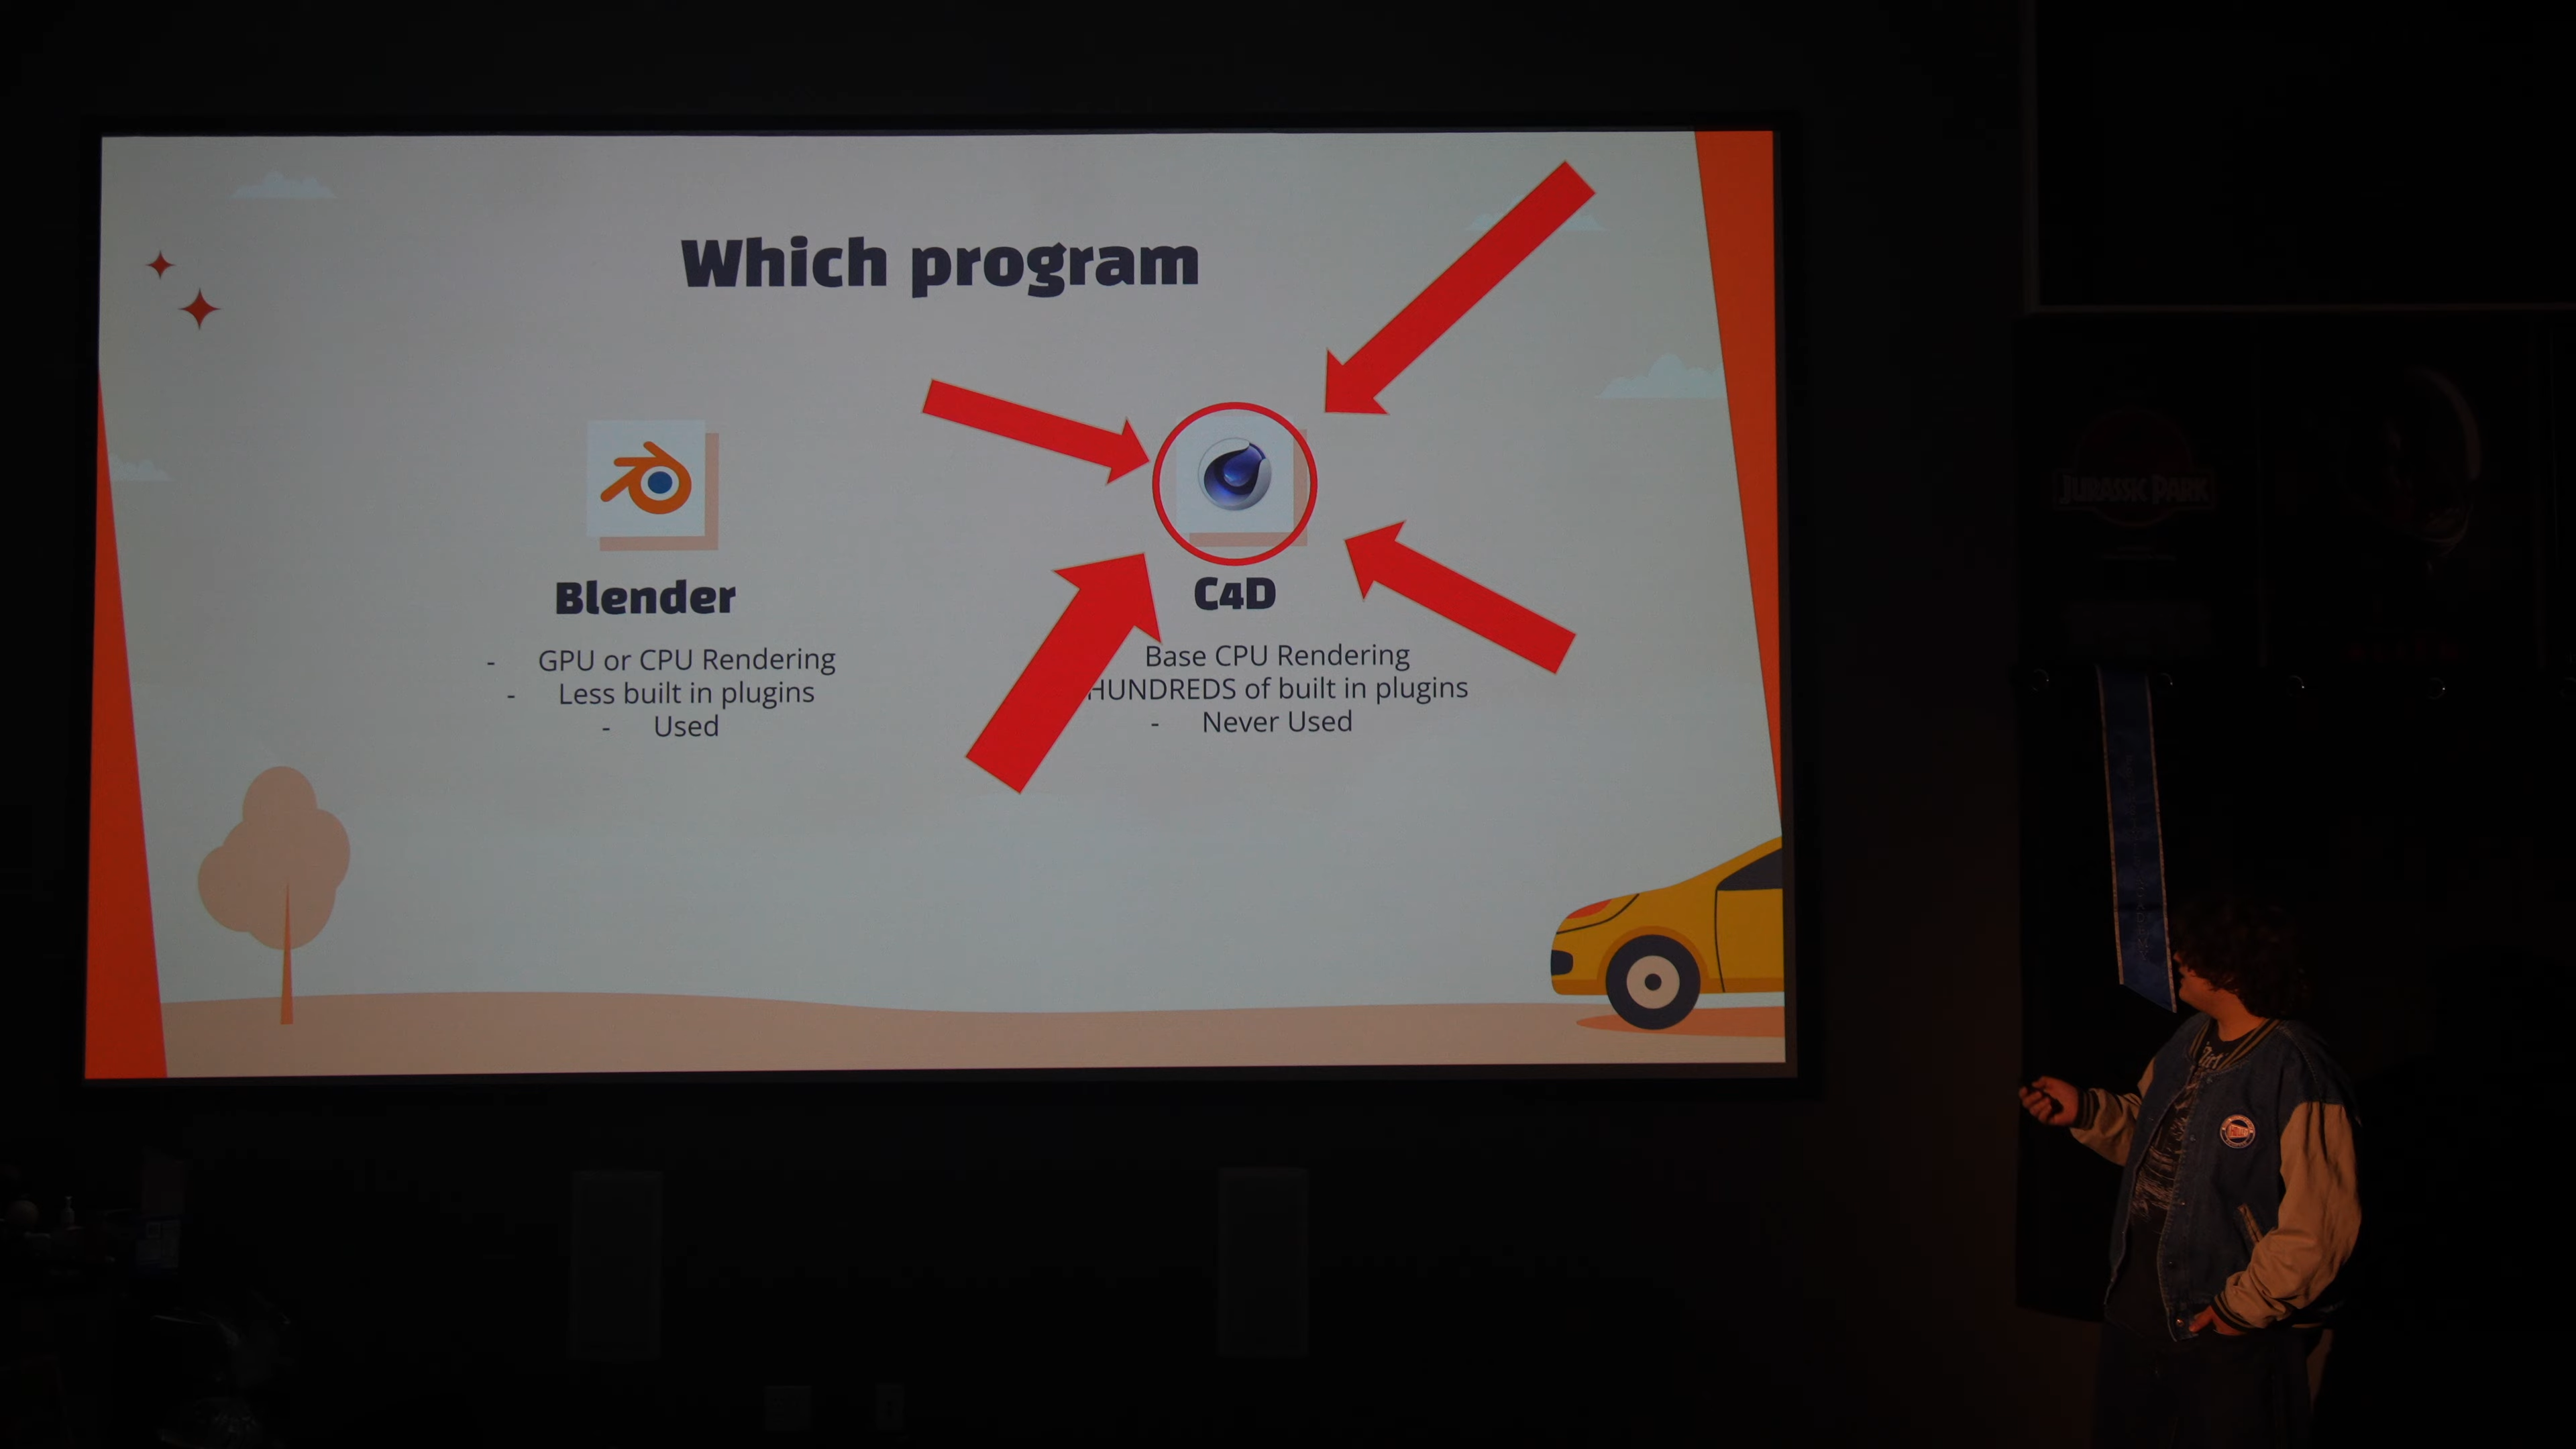 Which program
Blender
- GPU or CPU Rendering
- Less built in plugins
- Used
C4D
Base CPU Rendering
HUNDREDS of built in plugins
- Never Used
JURASSIC PARK